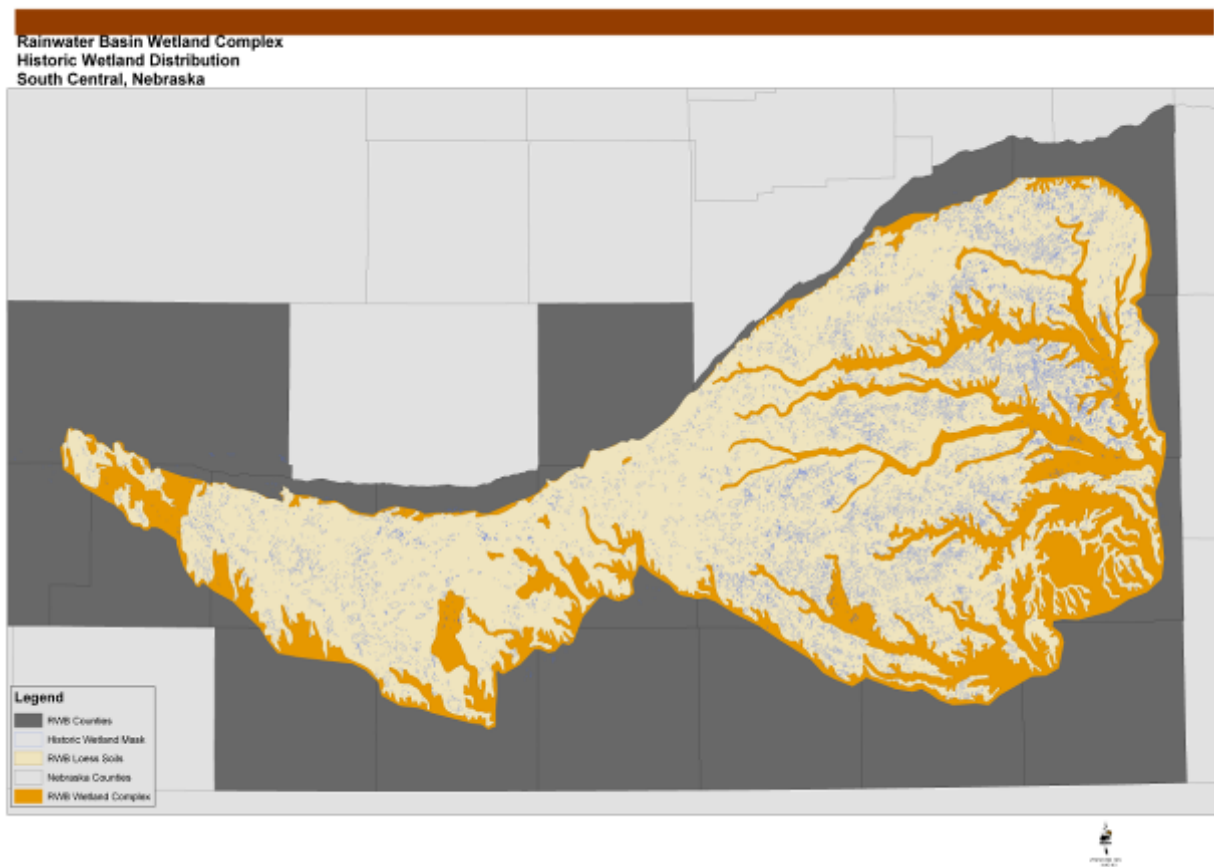 Rainwater Basin Wetland Complex
Historic Wetland Distribution
South Central, Nebraska
Legend
RWB Counties
Historic Wetland Mask
RWB Loess Soils
Nebraska Counties
RWB Wetland Complex